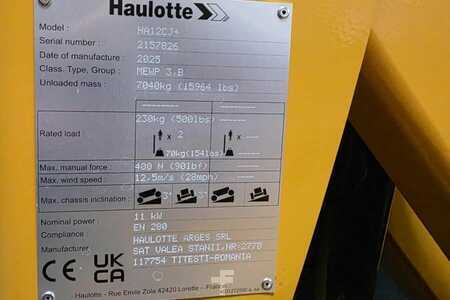 Haulotte
Model : HA12CJ+
Serial number : 2157826
Date of manufacture : 2025
Class. Type, Group : MEWP 3.B
Unloaded mass : 7040kg (15964 lbs)
230kg (500lbs)
Rated load : x 2
70kg(154lbs)
Max. manual force : 400 N (90lbf)
Max. wind speed : 12.5m/s (28mph)
Max. chassis inclination :
Nominal power : 11 kW
Compliance EN 280
Manufacturer HAULOTTE ARGES SRL
SAT VALEA STANII,NR 277B
117754 TITESTI-ROMANIA
CE UK CA
Haulotte - Rue Emile Zola 42420 Lorette - France